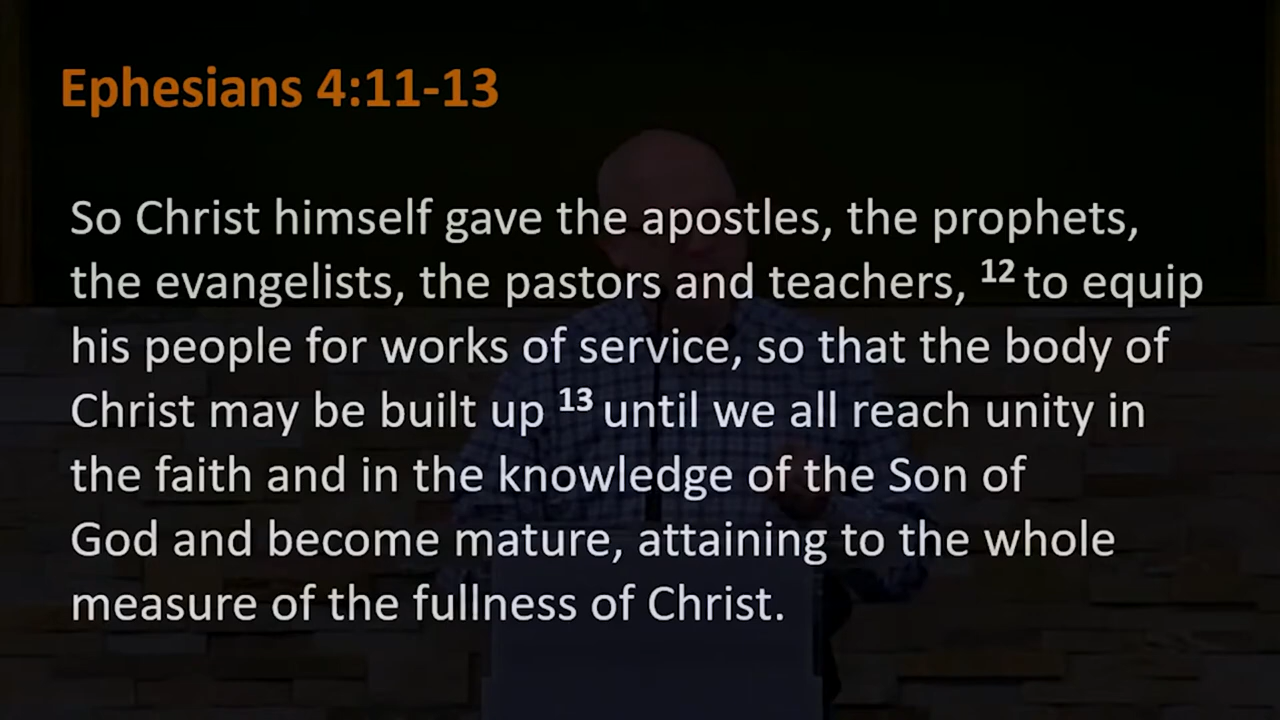 Ephesians 4:11-13
So Christ himself gave the apostles, the prophets,
the evangelists, the pastors and teachers, 12 to equip
his people for works of service, so that the body of
Christ may be built up 13 until we all reach unity in
the faith and in the knowledge of the Son of
God and become mature, attaining to the whole
measure of the fullness of Christ.